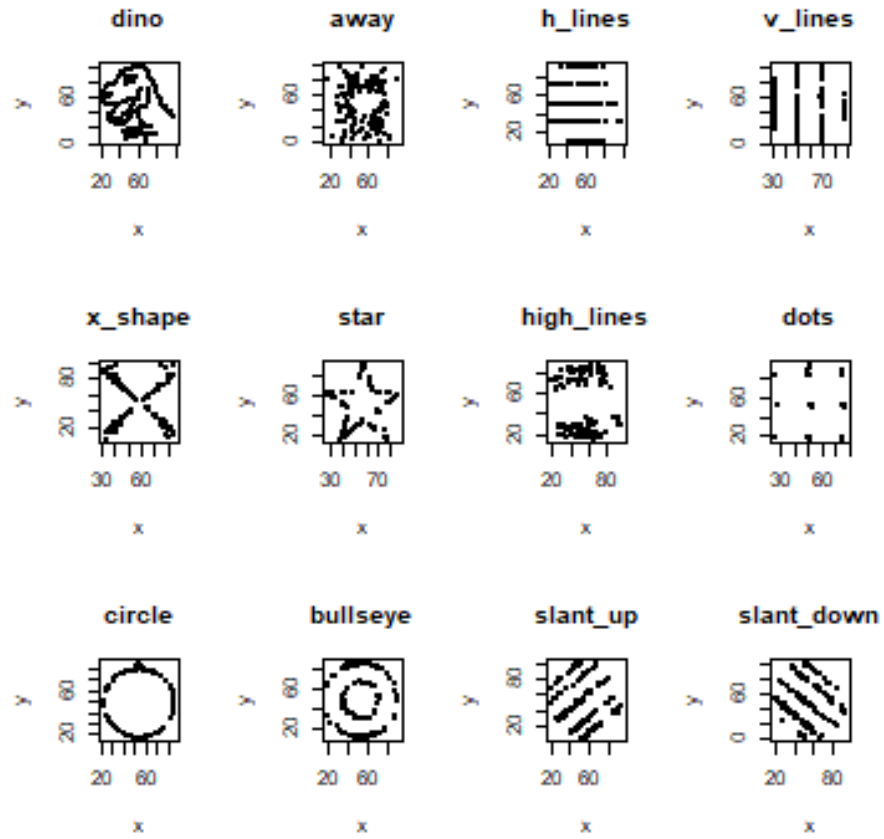 dino away h_lines v_lines
y 0 60 y 0 60 y 20 60 y 0 60
20 60 20 60 20 60 30 70
x x x x
x_shape star high_lines dots
y 20 80 y 20 60 y 20 60 y 20 60
30 60 30 70 20 80 30 60
x x x x
circle bullseye slant_up slant_down
y 20 60 y 20 60 y 20 80 y 0 60
20 60 20 60 20 60 20 80
x x x x